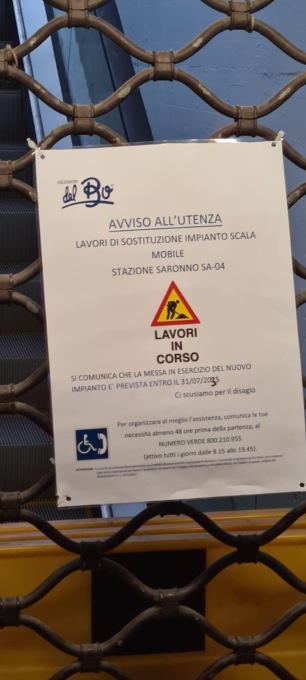 ASCENSORI
del Bo
AVVISO ALL'UTENZA
LAVORI DI SOSTITUZIONE IMPIANTO SCALA
MOBILE
STAZIONE SARONNO SA-04
LAVORI
IN
CORSO
SI COMUNICA CHE LA MESSA IN ESERCIZIO DEL NUOVO
IMPIANTO E' PREVISTA ENTRO IL 31/07/2025
Ci scusiamo per il disagio
Per organizzare al meglio l'assistenza, comunica le tue
necessità almeno 48 ore prima della partenza, al
NUMERO VERDE 800.210.955
(attivo tutti i giorni dalle 8.15 alle 19.45).